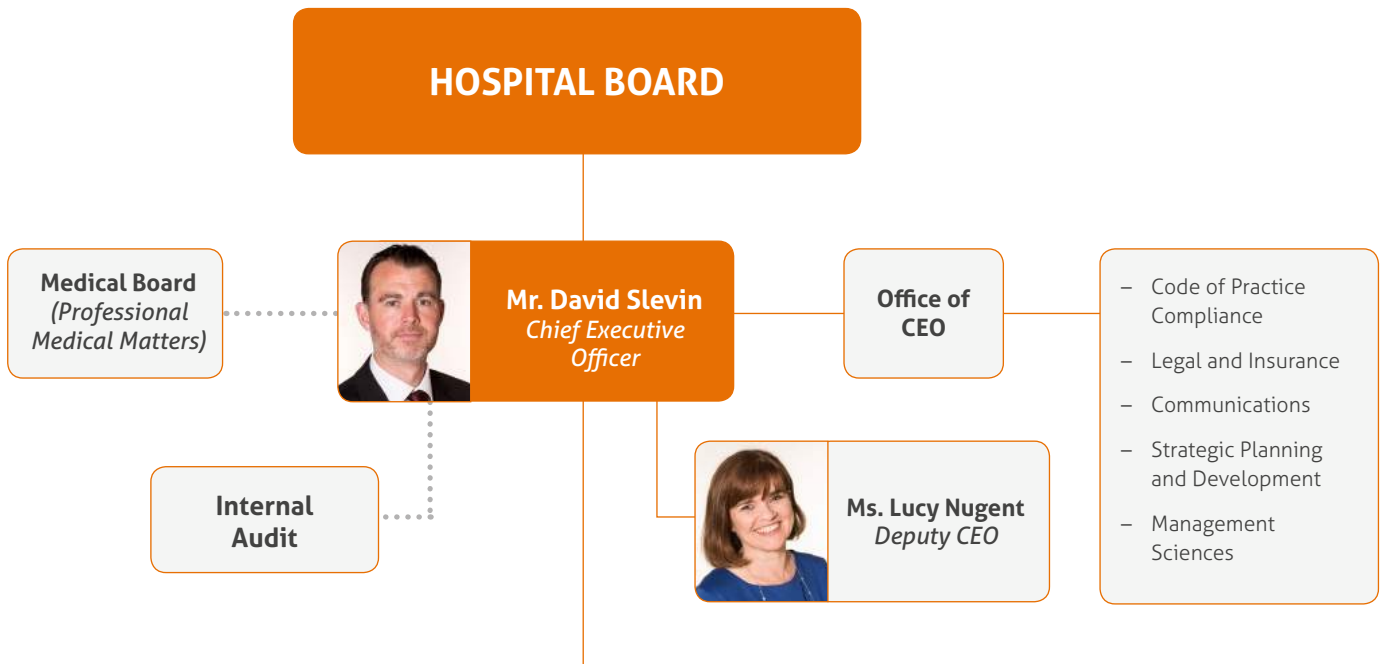 HOSPITAL BOARD
Medical Board
(Professional
Medical Matters)
Mr. David Slevin
Chief Executive
Officer
Office of
CEO
– Code of Practice
Compliance
– Legal and Insurance
– Communications
– Strategic Planning
and Development
– Management
Sciences
Internal
Audit
Ms. Lucy Nugent
Deputy CEO